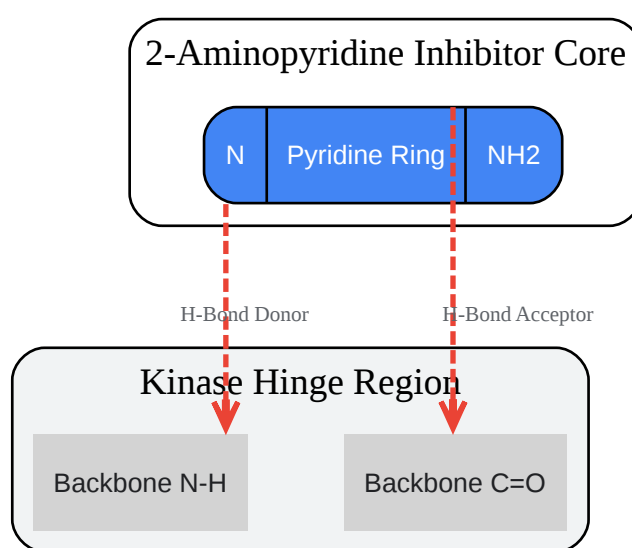 2-Aminopyridine Inhibitor Core
N Pyridine Ring NH2
H-Bond Donor H-Bond Acceptor
Kinase Hinge Region
Backbone N-H Backbone C=O